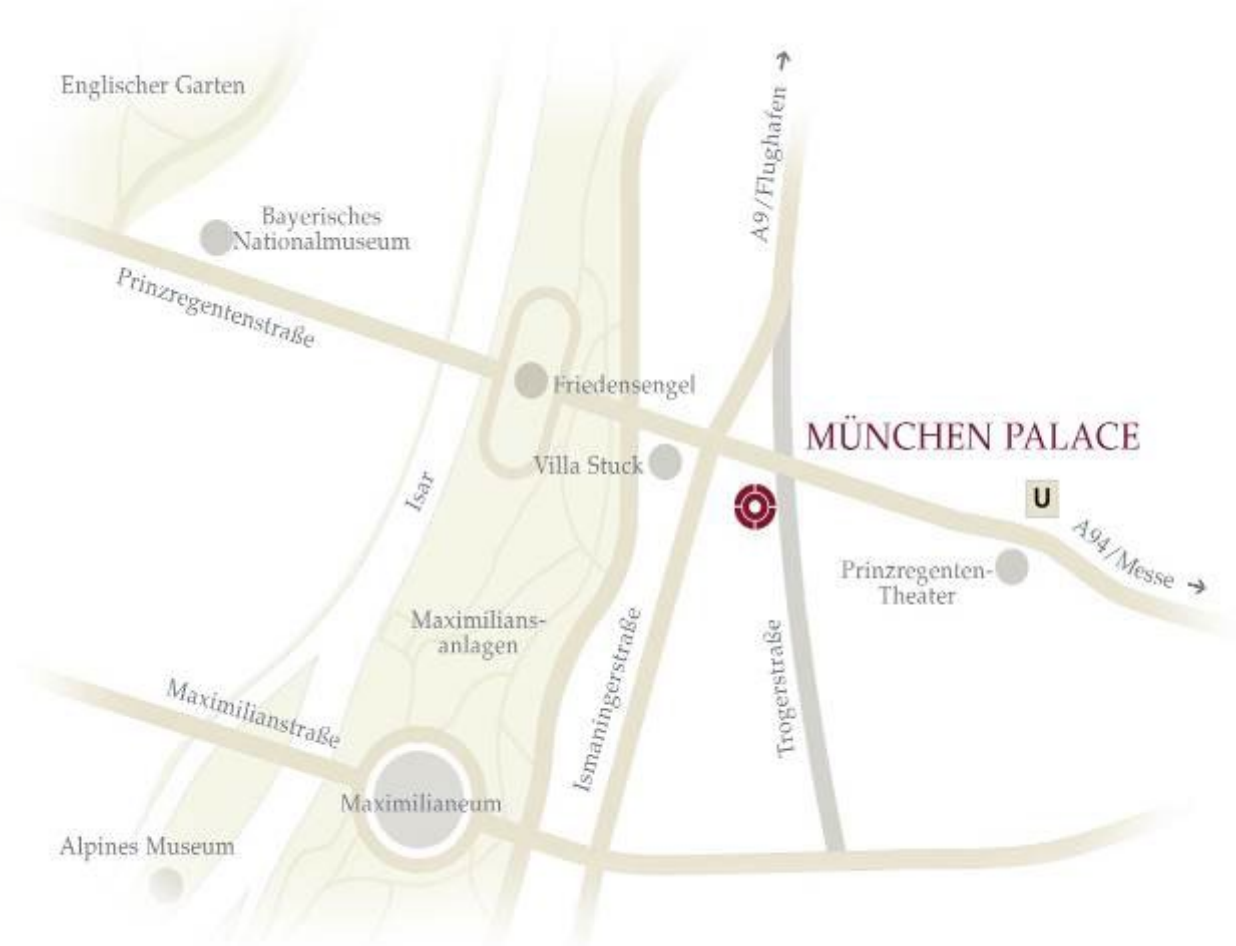 Englischer Garten
A9/Flughafen →
Bayerisches
Nationalmuseum
Prinzregentenstraße
Friedensengel
MÜNCHEN PALACE
Villa Stuck
Isar
U
A94/Messe →
Prinzregenten-
Theater
Maximilians-
anlagen
Ismaningerstraße
Trogerstraße
Maximilianstraße
Maximilianeum
Alpines Museum